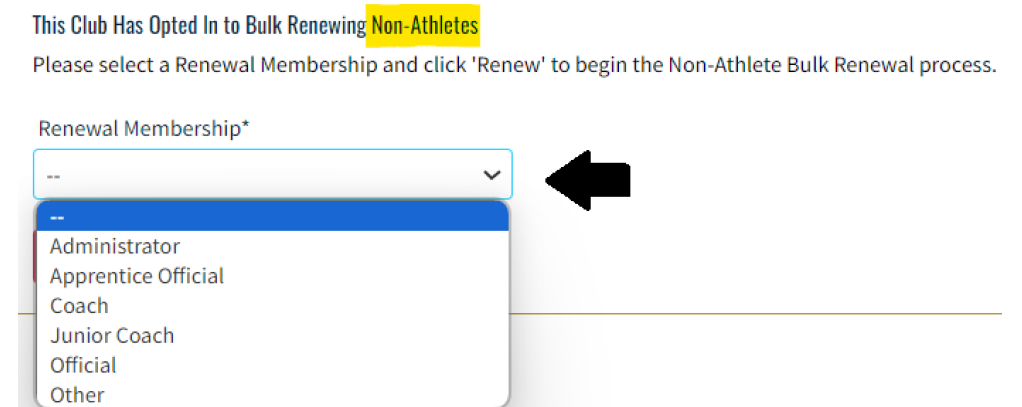 This Club Has Opted In to Bulk Renewing Non-Athletes
Please select a Renewal Membership and click 'Renew' to begin the Non-Athlete Bulk Renewal process.
Renewal Membership*
--
--
Administrator
Apprentice Official
Coach
Junior Coach
Official
Other